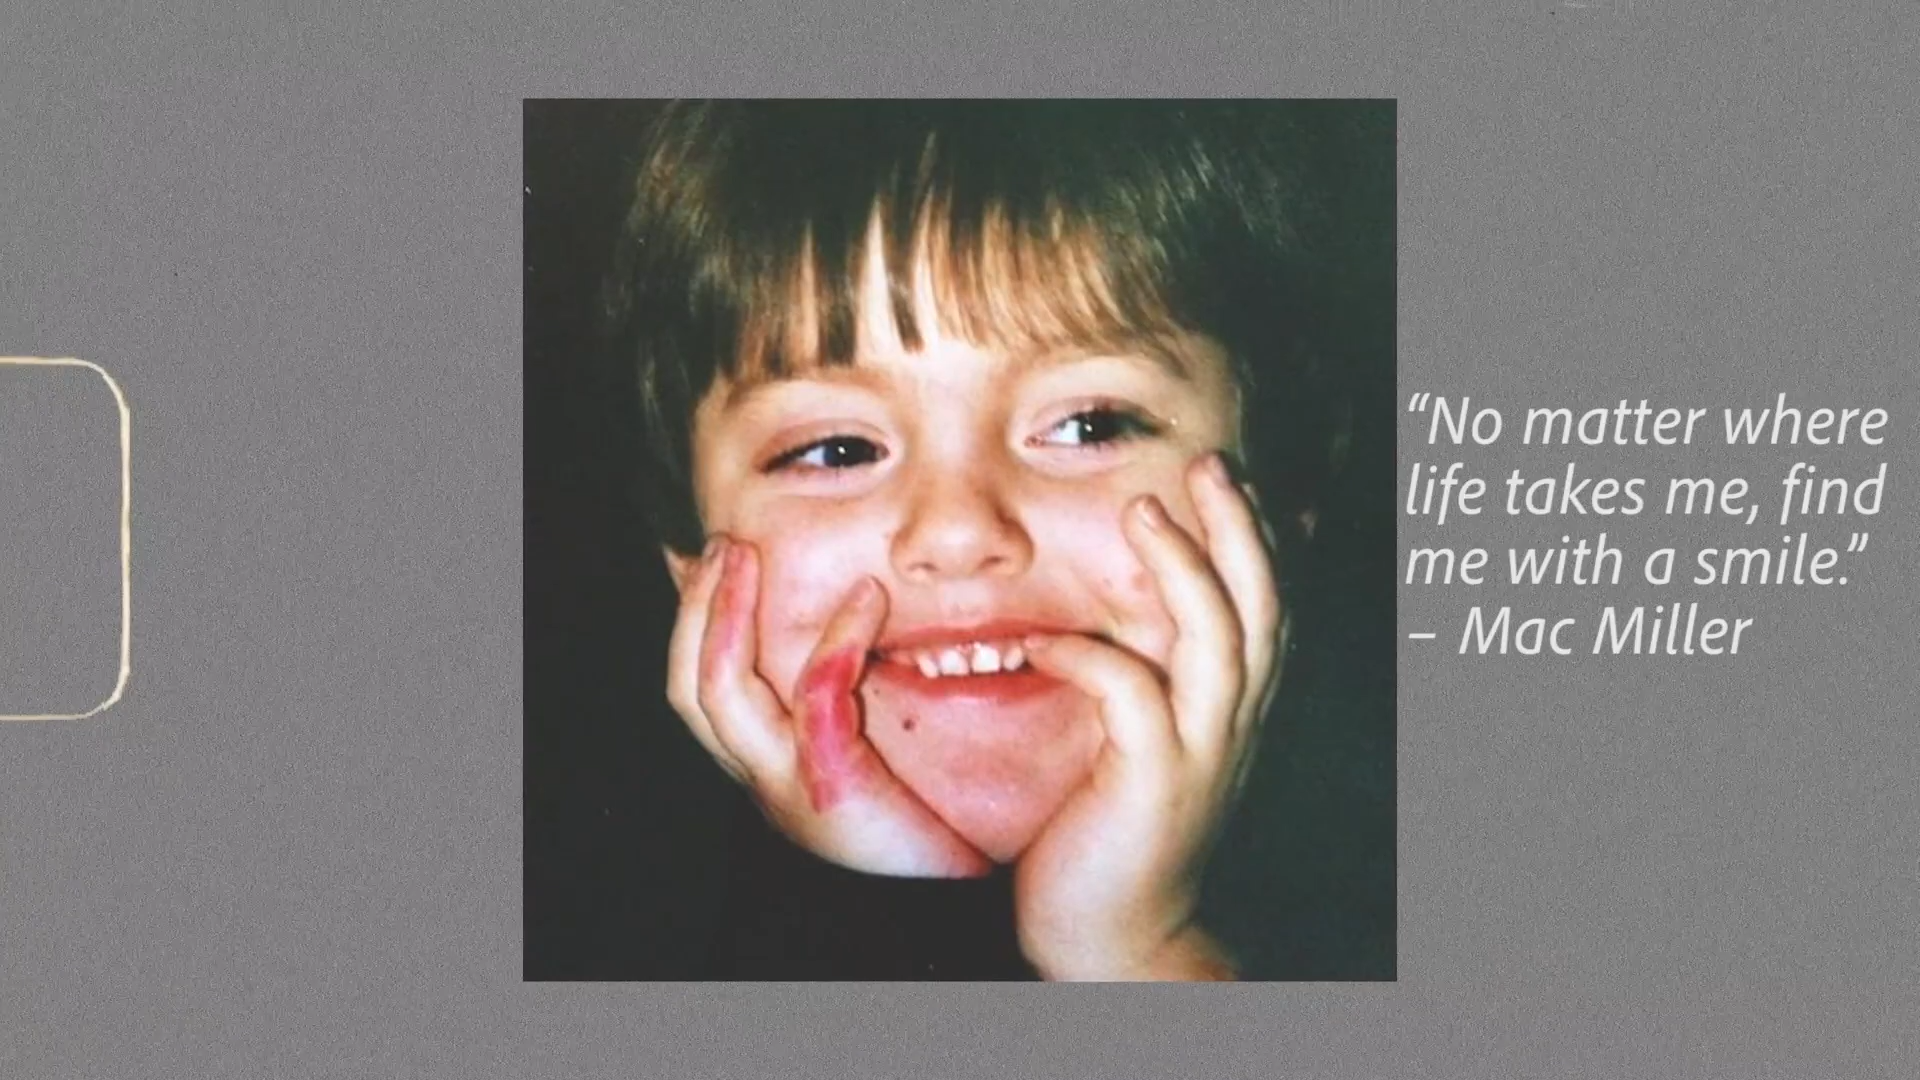 “No matter where
life takes me, find
me with a smile.”
– Mac Miller